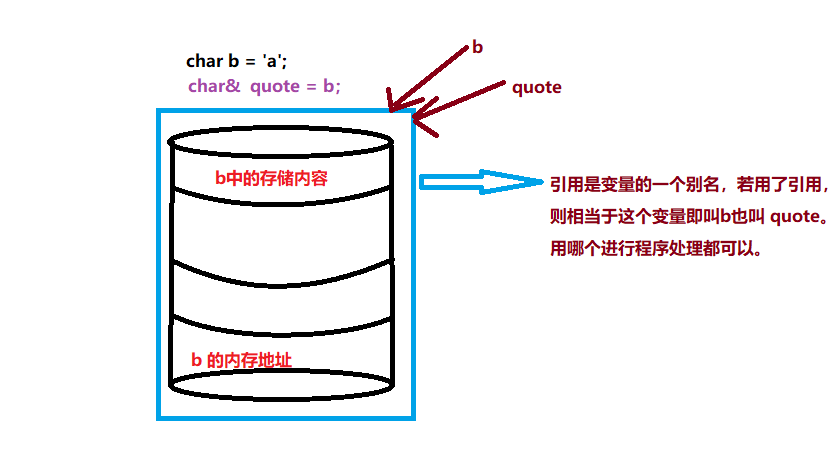 char b = 'a';
char& quote = b;
b
quote
b中的存储内容
引用是变量的一个别名，若用了引用，
则相当于这个变量即叫b也叫 quote。
用哪个进行程序处理都可以。
b 的内存地址